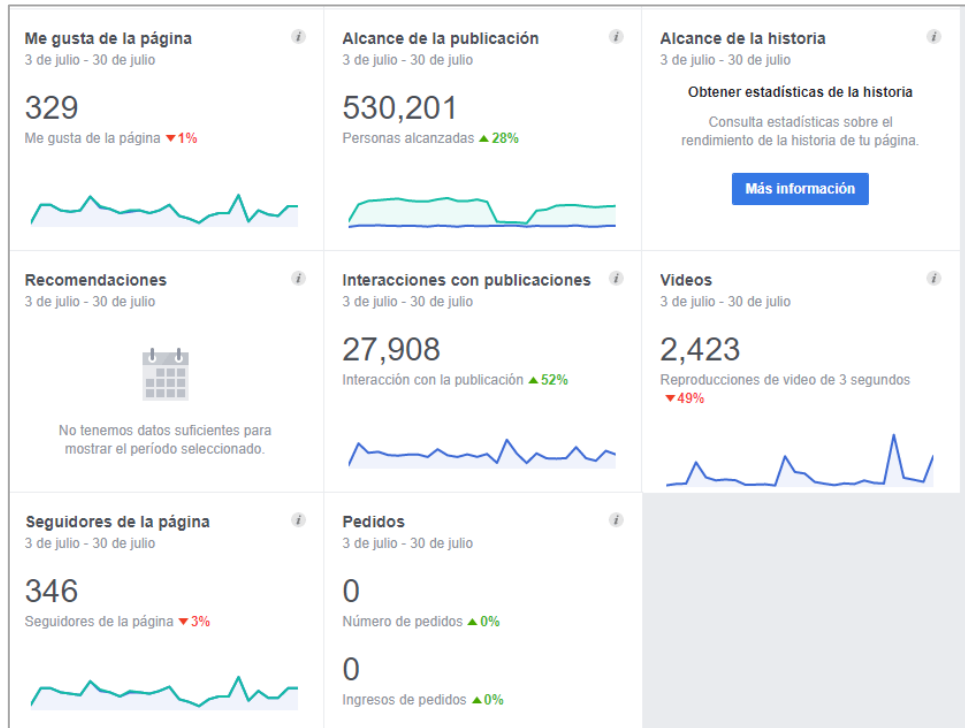 Me gusta de la página
3 de julio - 30 de julio
329
Me gusta de la página ▼1%
Alcance de la publicación
3 de julio - 30 de julio
530,201
Personas alcanzadas ▲28%
Alcance de la historia
3 de julio - 30 de julio
Obtener estadísticas de la historia
Consulta estadísticas sobre el
rendimiento de la historia de tu página.
Más información
Recomendaciones
3 de julio - 30 de julio
No tenemos datos suficientes para
mostrar el período seleccionado.
Interacciones con publicaciones
3 de julio - 30 de julio
27,908
Interacción con la publicación ▲52%
Videos
3 de julio - 30 de julio
2,423
Reproducciones de video de 3 segundos
▼49%
Seguidores de la página
3 de julio - 30 de julio
346
Seguidores de la página ▼3%
Pedidos
3 de julio - 30 de julio
0
Número de pedidos ▲0%
0
Ingresos de pedidos ▲0%